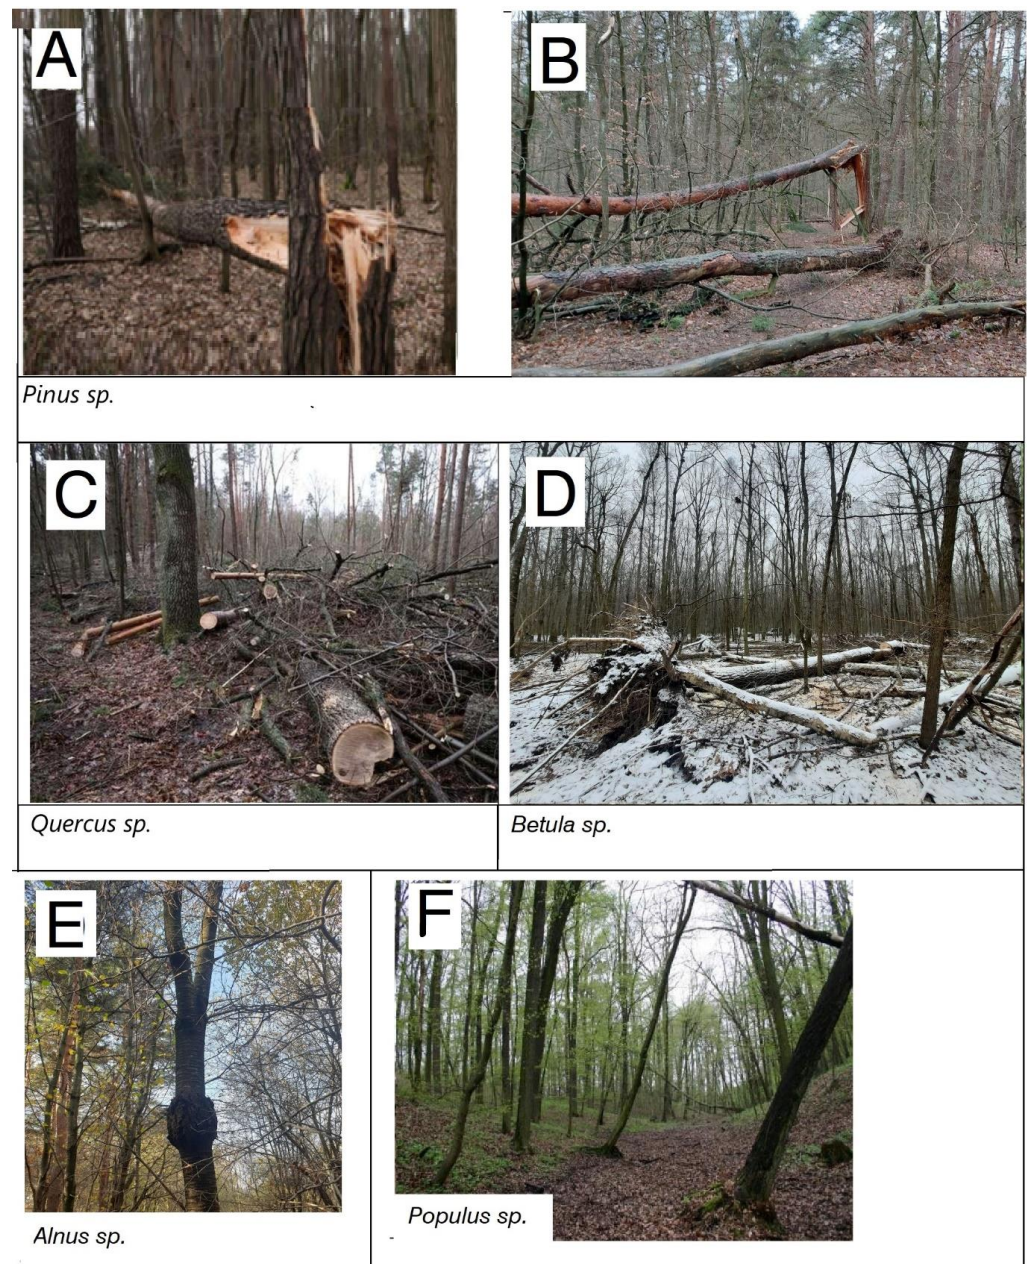 A
B
Pinus sp.
C
D
Quercus sp.
Betula sp.
E
F
Alnus sp.
Populus sp.